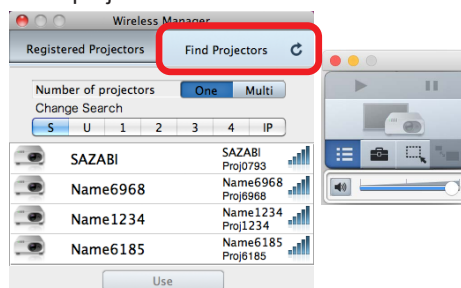 Wireless Manager
Registered Projectors Find Projectors
Number of projectors One Multi
Change Search
S U 1 2 3 4 IP
SAZABI SAZABI
Proj0793
Name6968 Name6968
Proj6968
Name1234 Name1234
Proj1234
Name6185 Name6185
Proj6185
Use